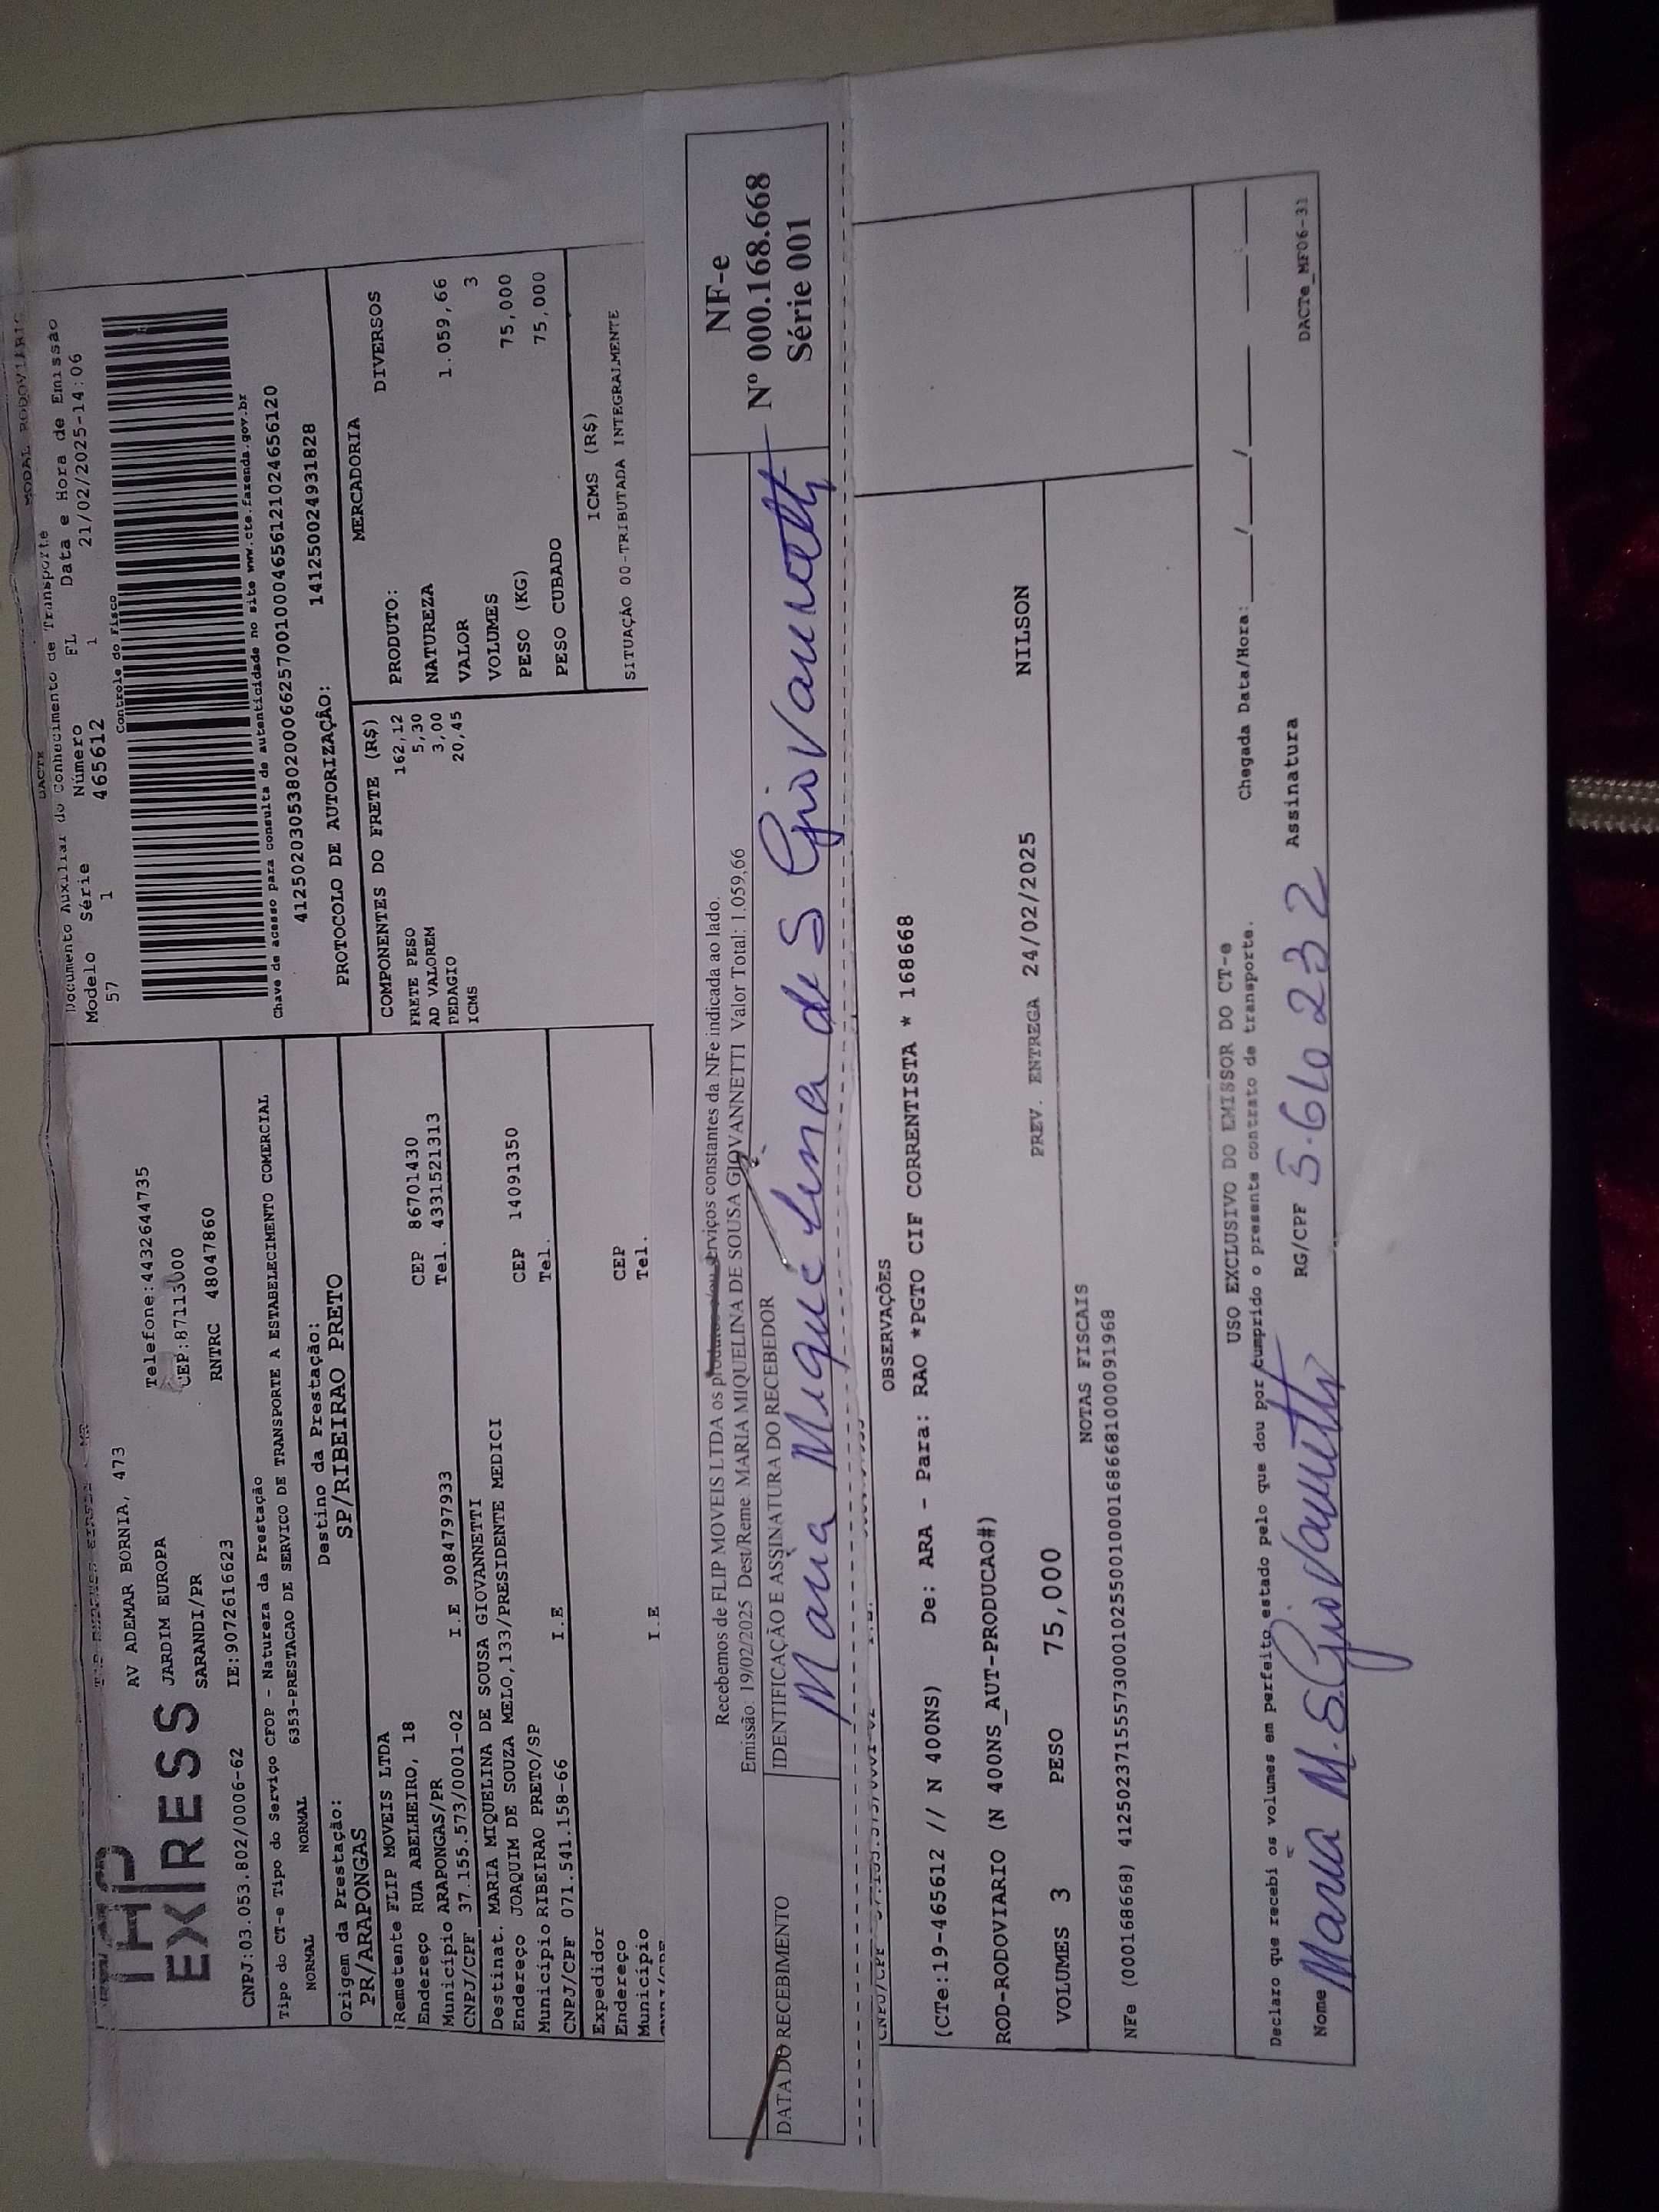 DACTE
MODAL RODOVIARIO
Documento Auxiliar do Conhecimento de Transporte
Modelo Série Número FL Data e Hora de Emissão
57 1 465612 1 21/02/2025-14:06
Controle do Fisco
THP
EXPRESS
AV ADEMAR BORNIA, 473
JARDIM EUROPA
SARANDI/PR
Telefone:4432644735
CEP:87113000
CNPJ:03.053.802/0006-62 IE:9072616623 RNTRC 48047860
Chave de acesso para consulta de autenticidade no site www.cte.fazenda.gov.br
41250203053802000662570010004656121024656120
PROTOCOLO DE AUTORIZAÇÃO: 141250024931828
Tipo do CT-e Tipo do Serviço CFOP - Natureza da Prestação
NORMAL NORMAL 6353-PRESTACAO DE SERVICO DE TRANSPORTE A ESTABELECIMENTO COMERCIAL
Origem da Prestação: Destino da Prestação:
PR/ARAPONGAS SP/RIBEIRAO PRETO
Remetente FLIP MOVEIS LTDA
Endereço RUA ABELHEIRO, 18 CEP 86701430
Município ARAPONGAS/PR Tel. 4331521313
CNPJ/CPF 37.155.573/0001-02 I.E 9084797933
Destinat. MARIA MIQUELINA DE SOUSA GIOVANNETTI
Endereço JOAQUIM DE SOUZA MELO,133/PRESIDENTE MEDICI CEP 14091350
Município RIBEIRAO PRETO/SP Tel.
CNPJ/CPF 071.541.158-66 I.E
Expedidor
Endereço CEP
Município Tel.
CNPJ/CPF I.E
COMPONENTES DO FRETE (R$)
FRETE PESO 162,12
AD VALOREM 5,30
PEDAGIO 3,00
ICMS 20,45
MERCADORIA
PRODUTO: DIVERSOS
NATUREZA
VALOR 1.059,66
VOLUMES 3
PESO (KG) 75,000
PESO CUBADO 75,000
ICMS (R$)
SITUAÇÃO 00-TRIBUTADA INTEGRALMENTE
Recebemos de FLIP MOVEIS LTDA os produtos e/ou serviços constantes da NFe indicada ao lado.
Emissão: 19/02/2025 Dest/Reme: MARIA MIQUELINA DE SOUSA GIOVANNETTI Valor Total: 1.059,66
DATA DO RECEBIMENTO IDENTIFICAÇÃO E ASSINATURA DO RECEBEDOR
Maria Miquelina de S Giovannetti
NF-e
Nº 000.168.668
Série 001
CNPJ/CPF
OBSERVAÇÕES
(CTe:19-465612 // N 400NS) De: ARA - Para: RAO *PGTO CIF CORRENTISTA * 168668
ROD-RODOVIARIO (N 400NS_AUT-PRODUCAO#)
PREV. ENTREGA 24/02/2025 NILSON
VOLUMES 3 PESO 75,000
NOTAS FISCAIS
NFe (000168668) 41250237155573000102550010001686681000091968
USO EXCLUSIVO DO EMISSOR DO CT-e
Declaro que recebi os volumes em perfeito estado pelo que dou por cumprido o presente contrato de transporte. Chegada Data/Hora:____/____/____ ___:___
Nome Maria M. S Giovannetti RG/CPF 5.610 232 Assinatura
DACTe_MF06-31